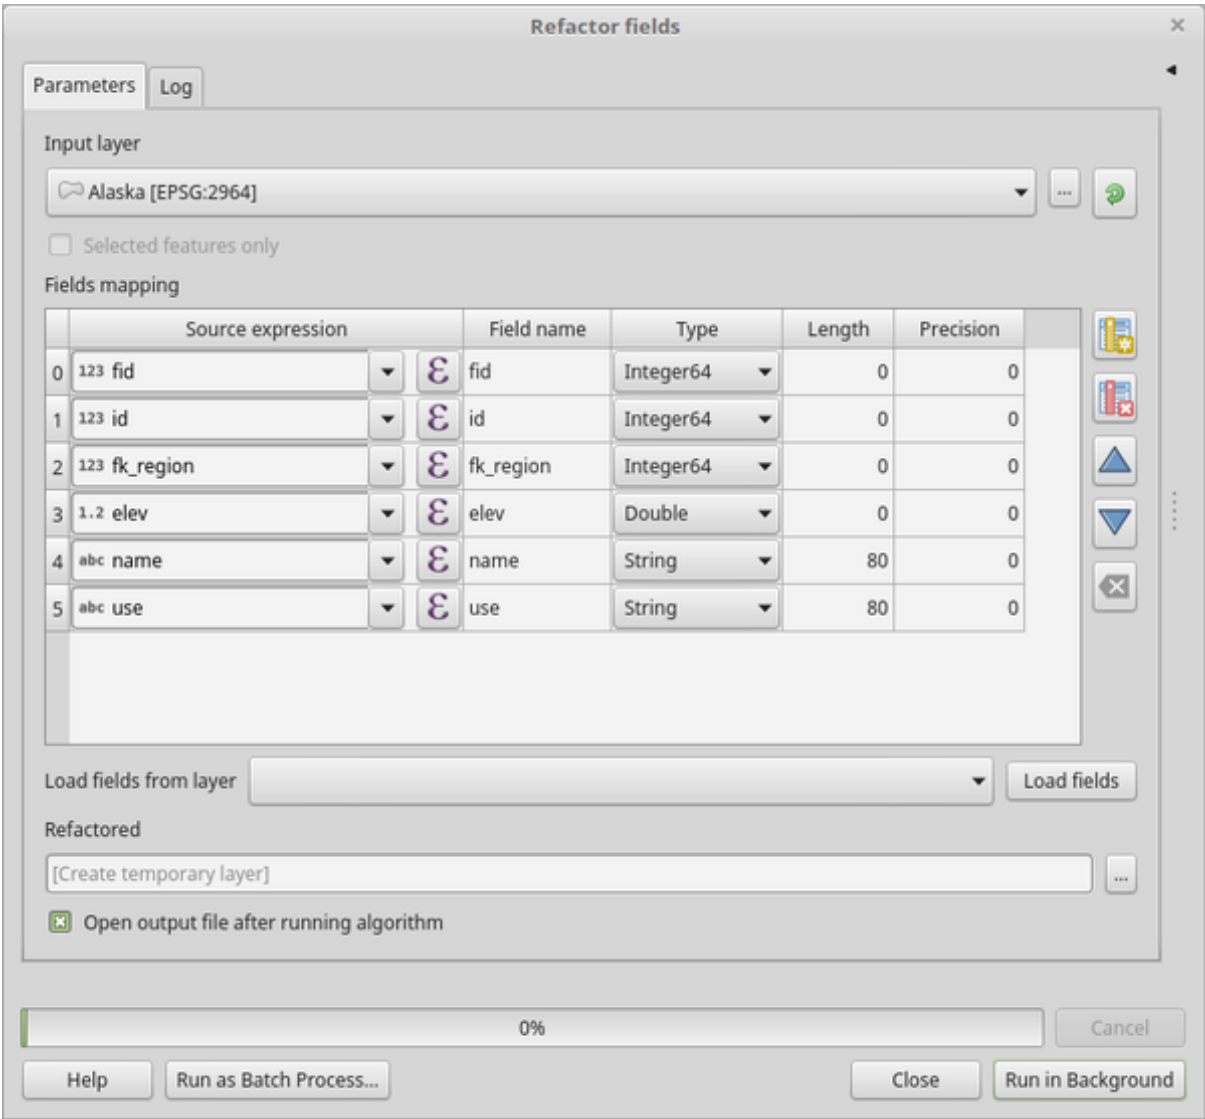 Refactor fields
Parameters Log
Input layer
Alaska [EPSG:2964] ...
Selected features only
Fields mapping
Source expression Field name Type Length Precision
0 123 fid ε fid Integer64 0 0
1 123 id ε id Integer64 0 0
2 123 fk_region ε fk_region Integer64 0 0
3 1.2 elev ε elev Double 0 0
4 abc name ε name String 80 0
5 abc use ε use String 80 0
Load fields from layer Load fields
Refactored
[Create temporary layer] ...
Open output file after running algorithm
0% Cancel
Help Run as Batch Process... Close Run in Background